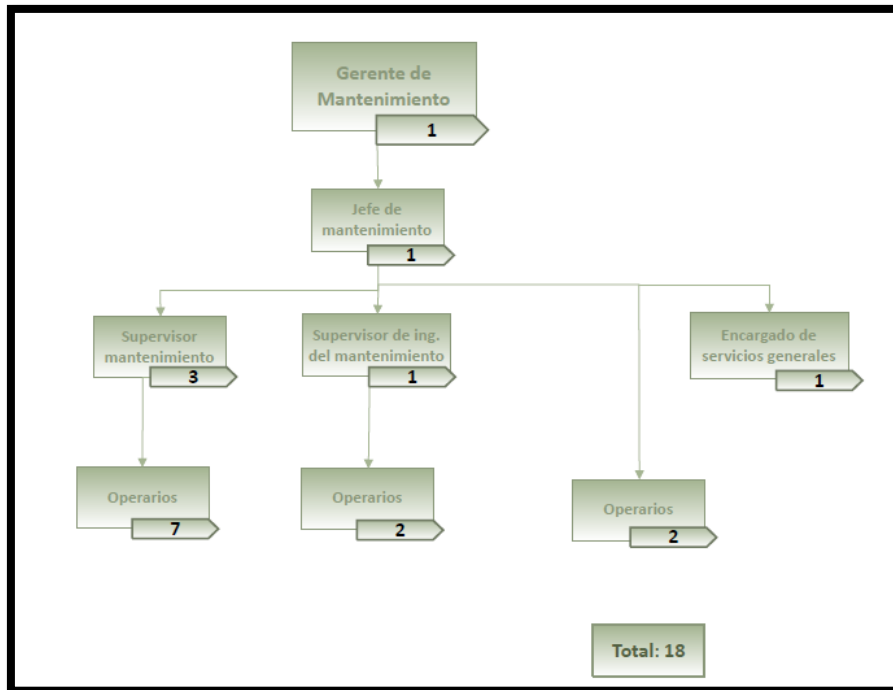 Gerente de
Mantenimiento
1
Jefe de
mantenimiento
1
Supervisor
mantenimiento
3
Supervisor de ing.
del mantenimiento
1
Encargado de
servicios generales
1
Operarios
7
Operarios
2
Operarios
2
Total: 18